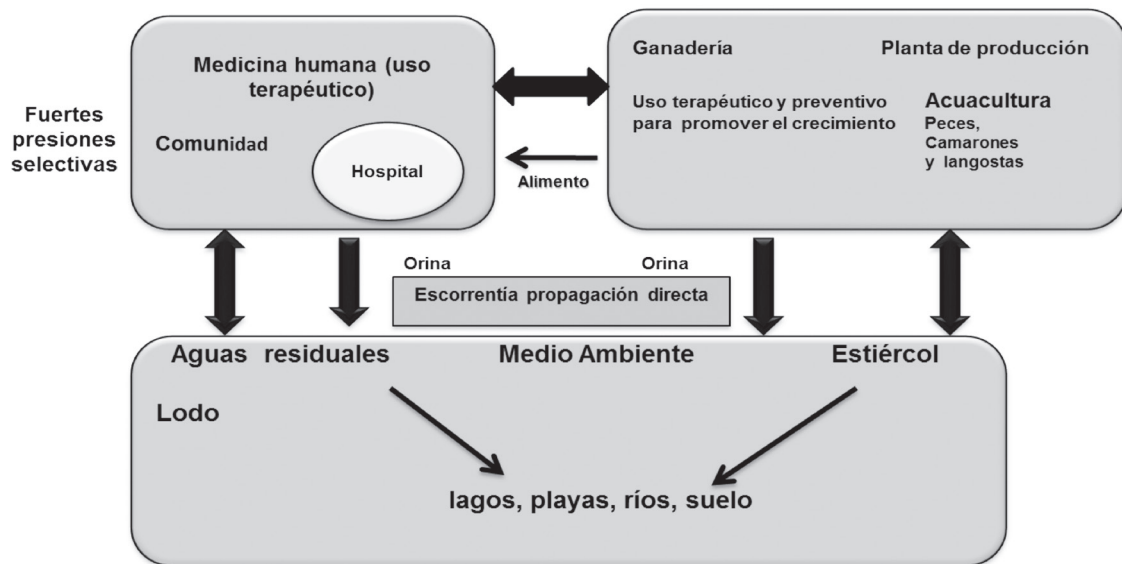 Fuertes
presiones
selectivas
Medicina humana (uso
terapéutico)
Comunidad
Hospital
Alimento
Ganadería
Planta de producción
Uso terapéutico y preventivo
para promover el crecimiento
Acuacultura
Peces,
Camarones
y langostas
Orina
Orina
Escorrentía propagación directa
Aguas residuales
Medio Ambiente
Estiércol
Lodo
lagos, playas, ríos, suelo